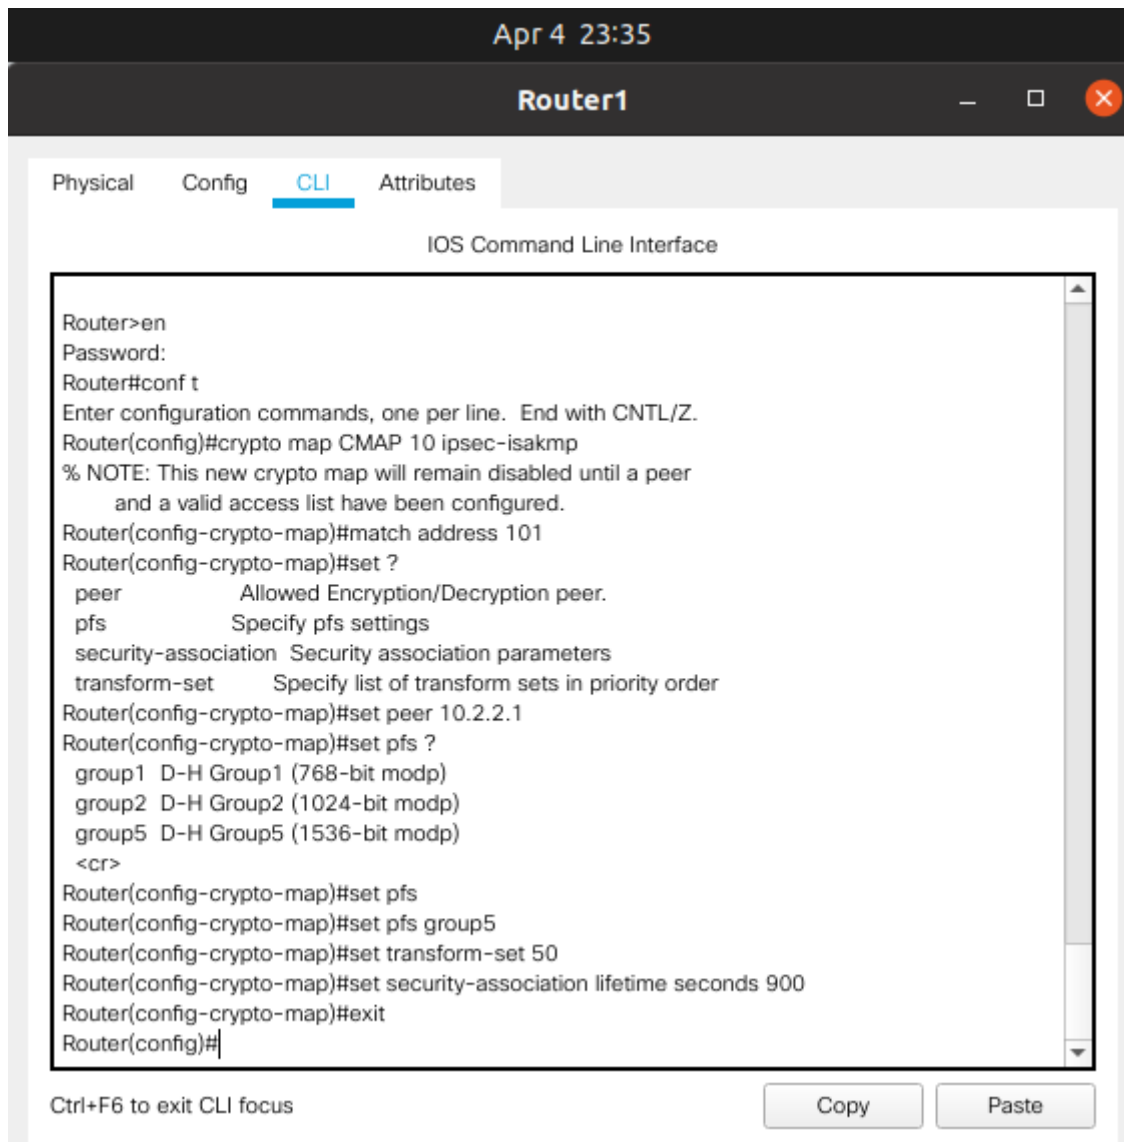 Apr 4 23:35
Router1
Physical Config CLI Attributes
IOS Command Line Interface
Router>en
Password:
Router#conf t
Enter configuration commands, one per line. End with CNTL/Z.
Router(config)#crypto map CMAP 10 ipsec-isakmp
% NOTE: This new crypto map will remain disabled until a peer
and a valid access list have been configured.
Router(config-crypto-map)#match address 101
Router(config-crypto-map)#set ?
peer Allowed Encryption/Decryption peer.
pfs Specify pfs settings
security-association Security association parameters
transform-set Specify list of transform sets in priority order
Router(config-crypto-map)#set peer 10.2.2.1
Router(config-crypto-map)#set pfs ?
group1 D-H Group1 (768-bit modp)
group2 D-H Group2 (1024-bit modp)
group5 D-H Group5 (1536-bit modp)
<cr>
Router(config-crypto-map)#set pfs
Router(config-crypto-map)#set pfs group5
Router(config-crypto-map)#set transform-set 50
Router(config-crypto-map)#set security-association lifetime seconds 900
Router(config-crypto-map)#exit
Router(config)#
Ctrl+F6 to exit CLI focus
Copy Paste